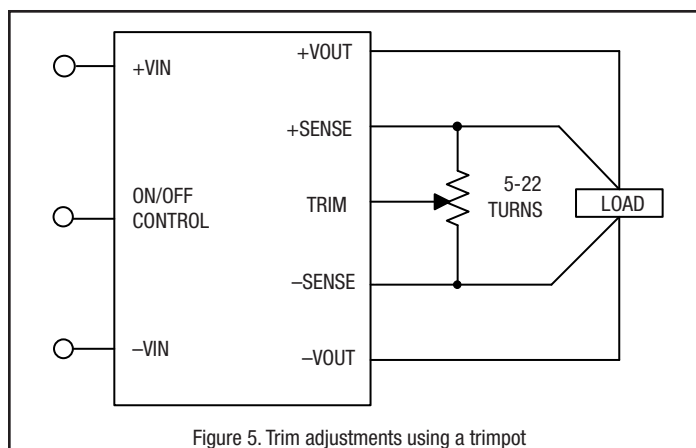 +VIN
ON/OFF
CONTROL
–VIN
+VOUT
+SENSE
TRIM
–SENSE
–VOUT
5-22
TURNS
LOAD
Figure 5. Trim adjustments using a trimpot